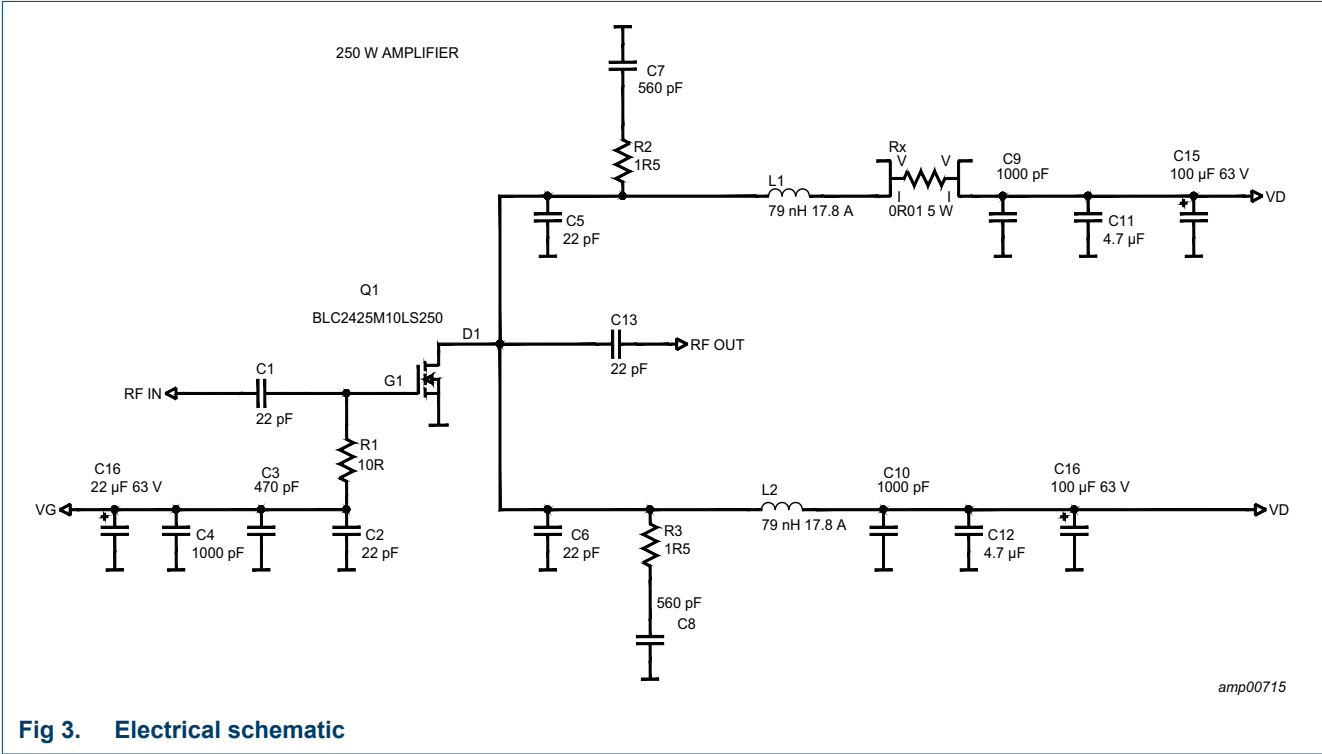 250 W AMPLIFIER
C7
560 pF
R2
1R5
Rx
V V
C9
1000 pF
C15
100 µF 63 V
L1
79 nH 17.8 A
I I
0R01 5 W
VD
C5
22 pF
C11
4.7 µF
+
Q1
BLC2425M10LS250
D1
C13
22 pF
RF OUT
C1
22 pF
RF IN
G1
R1
10R
C16
22 µF 63 V
C3
470 pF
VG
+
C4
1000 pF
C2
22 pF
L2
79 nH 17.8 A
C10
1000 pF
C16
100 µF 63 V
VD
C6
22 pF
R3
1R5
C12
4.7 µF
+
560 pF
C8
amp00715
Fig 3. Electrical schematic